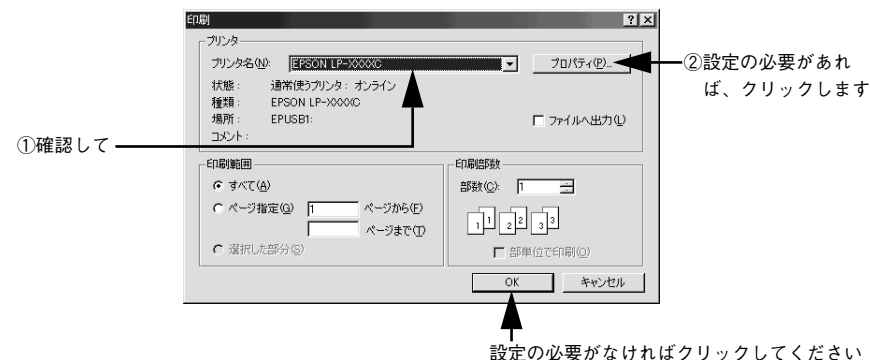 印刷
プリンタ
プリンタ名(N): EPSON LP-XXXXC プロパティ(P)...
②設定の必要があれ
ば、クリックします
状態: 通常使うプリンタ: オンライン
種類: EPSON LP-XXXXC
場所: EPUSB1:
コメント:
ファイルへ出力(L)
①確認して
印刷範囲
すべて(A)
ページ指定(G) 1 ページから(F)
ページまで(T)
選択した部分(S)
印刷部数
部数(C): 1
1 1 2 2 3 3
部単位で印刷(O)
OK キャンセル
設定の必要がなければクリックしてください